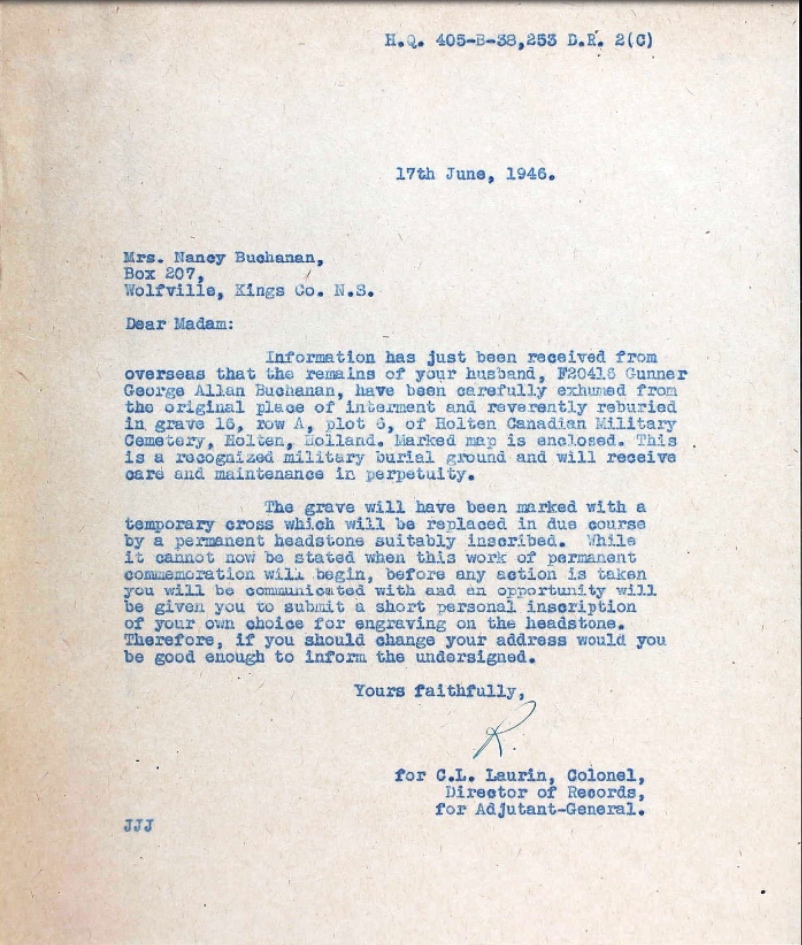 H.Q. 405-B-38,253 D.R. 2(C)
17th June, 1946.
Mrs. Nancy Buchanan,
Box 207,
Wolfville, Kings Co. N.S.
Dear Madam:
Information has just been received from
overseas that the remains of your husband, F20416 Gunner
George Allan Buchanan, have been carefully exhumed from
the original place of interment and reverently reburied
in grave 16, row A, plot 6, of Holten Canadian Military
Cemetery, Holten, Holland. Marked map is enclosed. This
is a recognized military burial ground and will receive
care and maintenance in perpetuity.
The grave will have been marked with a
temporary cross which will be replaced in due course
by a permanent headstone suitably inscribed. While
it cannot now be stated when this work of permanent
commemoration will begin, before any action is taken
you will be communicated with and an opportunity will
be given you to submit a short personal inscription
of your own choice for engraving on the headstone.
Therefore, if you should change your address would you
be good enough to inform the undersigned.
Yours faithfully,
R.
for C.L. Laurin, Colonel,
Director of Records,
for Adjutant-General.
JJJ